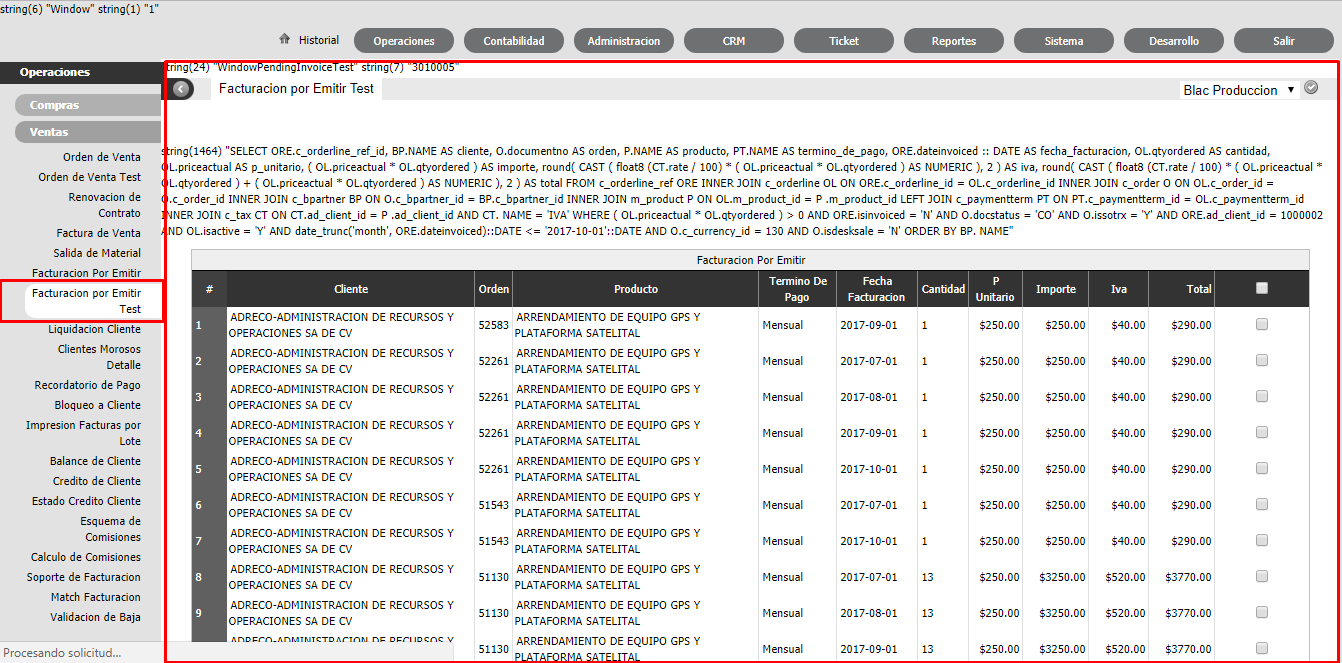 string(6) "Window" string(1) "1"
Historial
Operaciones
Contabilidad
Administracion
CRM
Ticket
Reportes
Sistema
Desarrollo
Salir
Operaciones
Compras
Ventas
Orden de Venta
Orden de Venta Test
Renovacion de
Contrato
Factura de Venta
Salida de Material
Facturacion Por Emitir
Facturacion por Emitir
Test
Liquidacion Cliente
Clientes Morosos
Detalle
Recordatorio de Pago
Bloqueo a Cliente
Impresion Facturas por
Lote
Balance de Cliente
Credito de Cliente
Estado Credito Cliente
Esquema de
Comisiones
Calculo de Comisiones
Soporte de Facturacion
Match Facturacion
Validacion de Baja
Procesando solicitud...
tring(24) "WindowPendingInvoiceTest" string(7) "3010005"
Facturacion por Emitir Test
Blac Produccion
string(1464) "SELECT ORE.c_orderline_ref_id, BP.NAME AS cliente, O.documentno AS orden, P.NAME AS producto, PT.NAME AS termino_de_pago, ORE.dateinvoiced :: DATE AS fecha_facturacion, OL.qtyordered AS cantidad,
OL.priceactual AS p_unitario, ( OL.priceactual * OL.qtyordered ) AS importe, round( CAST ( float8 (CT.rate / 100) * ( OL.priceactual * OL.qtyordered ) AS NUMERIC ), 2 ) AS iva, round( CAST ( float8 (CT.rate / 100) * ( OL.priceactual *
OL.qtyordered ) + ( OL.priceactual * OL.qtyordered ) AS NUMERIC ), 2 ) AS total FROM c_orderline_ref ORE INNER JOIN c_orderline OL ON ORE.c_orderline_id = OL.c_orderline_id INNER JOIN c_order O ON OL.c_order_id =
O.c_order_id INNER JOIN c_bpartner BP ON O.c_bpartner_id = BP.c_bpartner_id INNER JOIN m_product P ON OL.m_product_id = P .m_product_id LEFT JOIN c_paymentterm PT ON PT.c_paymentterm_id = OL.c_paymentterm_id
INNER JOIN c_tax CT ON CT.ad_client_id = P .ad_client_id AND CT. NAME = 'IVA' WHERE ( OL.priceactual * OL.qtyordered ) > 0 AND ORE.isinvoiced = 'N' AND O.docstatus = 'CO' AND O.issotrx = 'Y' AND ORE.ad_client_id = 1000002
AND OL.isactive = 'Y' AND date_trunc('month', ORE.dateinvoiced)::DATE <= '2017-10-01'::DATE AND O.c_currency_id = 130 AND O.isdesksale = 'N' ORDER BY BP. NAME"
Facturacion Por Emitir
# Cliente Orden Producto Termino De Pago Fecha Facturacion Cantidad P Unitario Importe Iva Total
1 ADRECO-ADMINISTRACION DE RECURSOS Y OPERACIONES SA DE CV 52583 ARRENDAMIENTO DE EQUIPO GPS Y PLATAFORMA SATELITAL Mensual 2017-09-01 1 $250.00 $250.00 $40.00 $290.00
2 ADRECO-ADMINISTRACION DE RECURSOS Y OPERACIONES SA DE CV 52261 ARRENDAMIENTO DE EQUIPO GPS Y PLATAFORMA SATELITAL Mensual 2017-07-01 1 $250.00 $250.00 $40.00 $290.00
3 ADRECO-ADMINISTRACION DE RECURSOS Y OPERACIONES SA DE CV 52261 ARRENDAMIENTO DE EQUIPO GPS Y PLATAFORMA SATELITAL Mensual 2017-08-01 1 $250.00 $250.00 $40.00 $290.00
4 ADRECO-ADMINISTRACION DE RECURSOS Y OPERACIONES SA DE CV 52261 ARRENDAMIENTO DE EQUIPO GPS Y PLATAFORMA SATELITAL Mensual 2017-09-01 1 $250.00 $250.00 $40.00 $290.00
5 ADRECO-ADMINISTRACION DE RECURSOS Y OPERACIONES SA DE CV 52261 ARRENDAMIENTO DE EQUIPO GPS Y PLATAFORMA SATELITAL Mensual 2017-10-01 1 $250.00 $250.00 $40.00 $290.00
6 ADRECO-ADMINISTRACION DE RECURSOS Y OPERACIONES SA DE CV 51543 ARRENDAMIENTO DE EQUIPO GPS Y PLATAFORMA SATELITAL Mensual 2017-09-01 1 $250.00 $250.00 $40.00 $290.00
7 ADRECO-ADMINISTRACION DE RECURSOS Y OPERACIONES SA DE CV 51543 ARRENDAMIENTO DE EQUIPO GPS Y PLATAFORMA SATELITAL Mensual 2017-10-01 1 $250.00 $250.00 $40.00 $290.00
8 ADRECO-ADMINISTRACION DE RECURSOS Y OPERACIONES SA DE CV 51130 ARRENDAMIENTO DE EQUIPO GPS Y PLATAFORMA SATELITAL Mensual 2017-07-01 13 $250.00 $3250.00 $520.00 $3770.00
9 ADRECO-ADMINISTRACION DE RECURSOS Y OPERACIONES SA DE CV 51130 ARRENDAMIENTO DE EQUIPO GPS Y PLATAFORMA SATELITAL Mensual 2017-08-01 13 $250.00 $3250.00 $520.00 $3770.00
ADRECO-ADMINISTRACION DE RECURSOS Y 51130 ARRENDAMIENTO DE EQUIPO GPS Y PLATAFORMA SATELITAL Mensual 2017-09-01 13 $250.00 $3250.00 $520.00 $3770.00